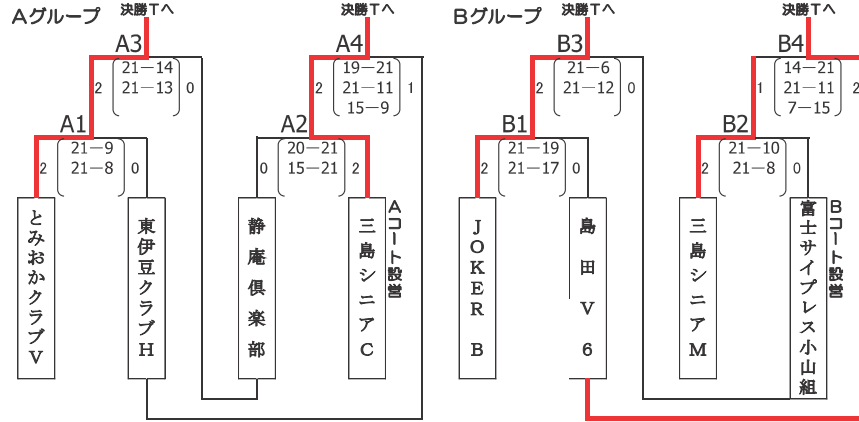 Aグループ
決勝Tへ
決勝Tへ
A3
21－14
21－13
2
0
A4
19－21
21－11
15－9
2
1
A1
21－9
21－8
2
0
A2
20－21
15－21
0
2
とみおかクラブV
東伊豆クラブH
静庵倶楽部
三島シニアC
Aコート設営
Bグループ
決勝Tへ
決勝Tへ
B3
21－6
21－12
2
0
B4
14－21
21－11
7－15
1
2
B1
21－19
21－17
2
0
B2
21－10
21－8
2
0
JOKER B
島田V6
三島シニアM
富士サイプレス小山組
Bコート設営